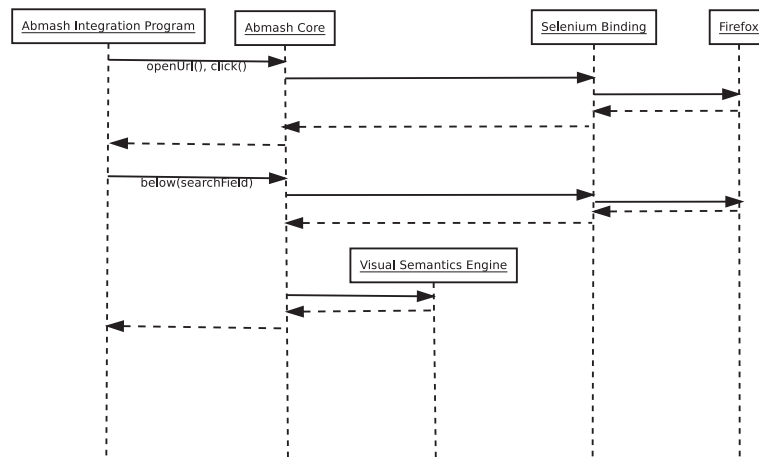 Abmash Integration Program
Abmash Core
Selenium Binding
Firefox
openUrl(), click()
below(searchField)
Visual Semantics Engine